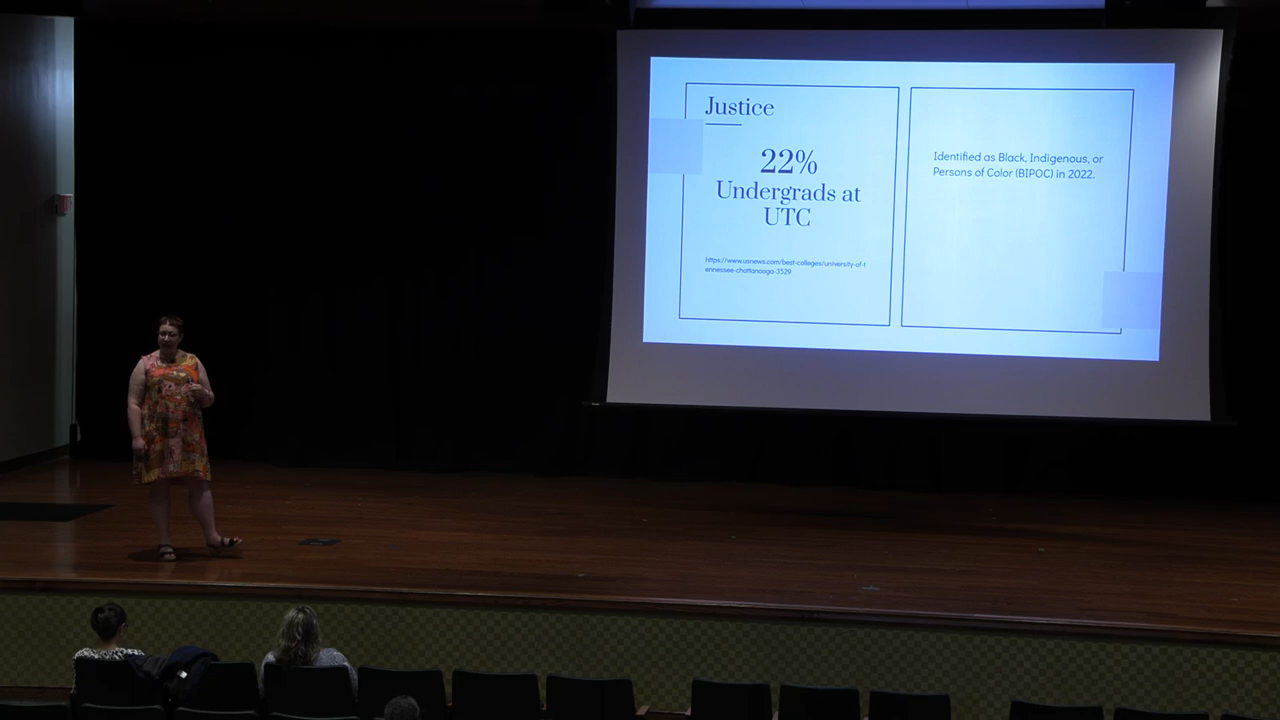 Justice
22%
Undergrads at
UTC
https://www.usnews.com/best-colleges/university-of-t
ennessee-chattanooga-3529
Identified as Black, Indigenous, or
Persons of Color (BIPOC) in 2022.